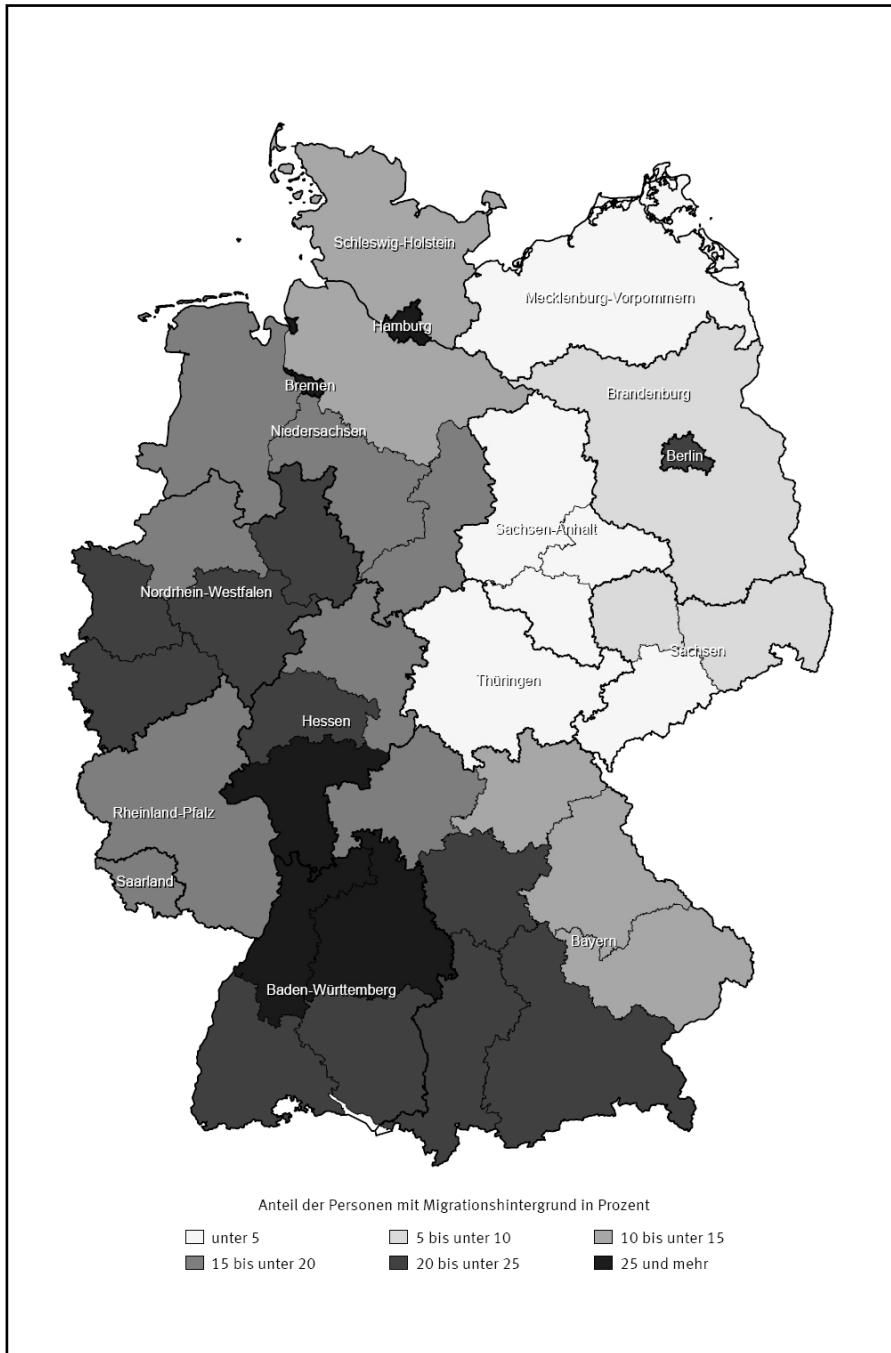 Schleswig-Holstein
Mecklenburg-Vorpommern
Hamburg
Bremen
Brandenburg
Niedersachsen
Berlin
Sachsen-Anhalt
Nordrhein-Westfalen
Sachsen
Thüringen
Hessen
Rheinland-Pfalz
Saarland
Bayern
Baden-Württemberg
Anteil der Personen mit Migrationshintergrund in Prozent
unter 5
5 bis unter 10
10 bis unter 15
15 bis unter 20
20 bis unter 25
25 und mehr